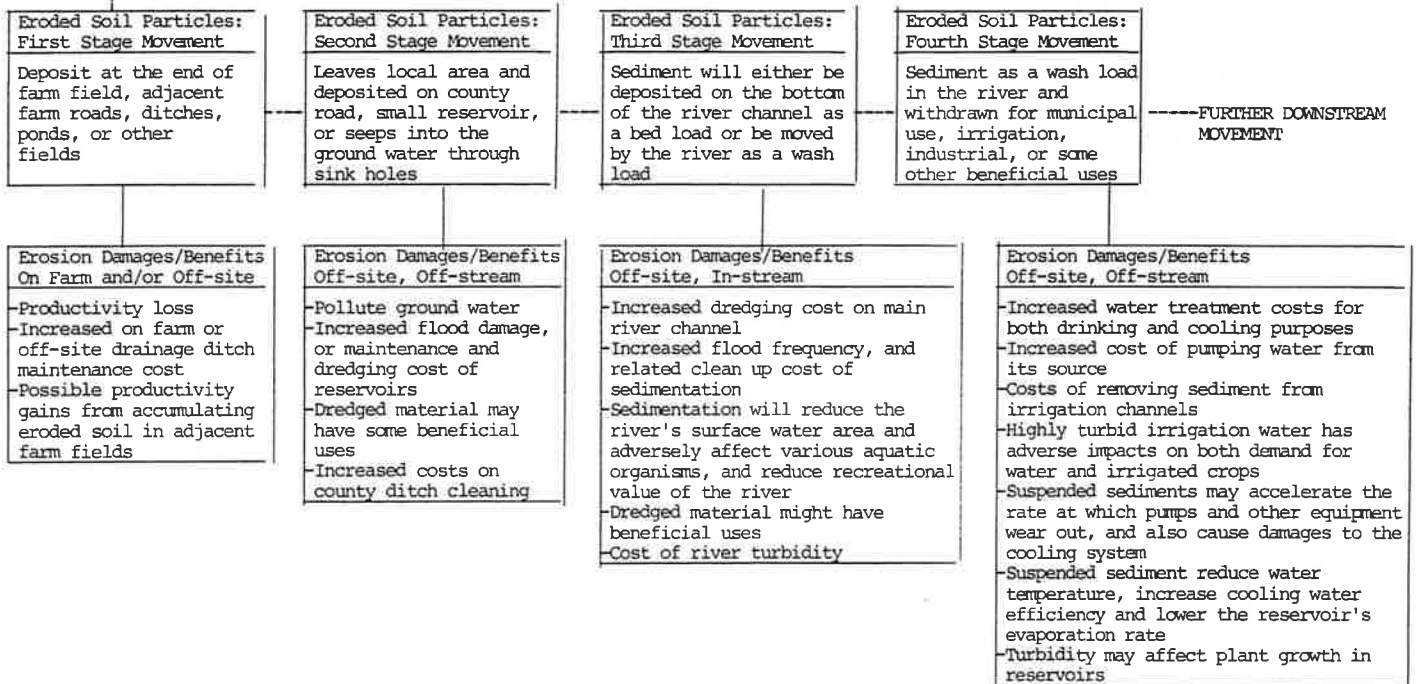 Eroded Soil Particles:
First Stage Movement
Deposit at the end of
farm field, adjacent
farm roads, ditches,
ponds, or other
fields
Eroded Soil Particles:
Second Stage Movement
Leaves local area and
deposited on county
road, small reservoir,
or seeps into the
ground water through
sink holes
Eroded Soil Particles:
Third Stage Movement
Sediment will either be
deposited on the bottom
of the river channel as
a bed load or be moved
by the river as a wash
load
Eroded Soil Particles:
Fourth Stage Movement
Sediment as a wash load
in the river and
withdrawn for municipal
use, irrigation,
industrial, or some
other beneficial uses
FURTHER DOWNSTREAM
MOVEMENT
Erosion Damages/Benefits
On Farm and/or Off-site
-Productivity loss
-Increased on farm or
off-site drainage ditch
maintenance cost
-Possible productivity
gains from accumulating
eroded soil in adjacent
farm fields
Erosion Damages/Benefits
Off-site, Off-stream
-Pollute ground water
-Increased flood damage,
or maintenance and
dredging cost of
reservoirs
-Dredged material may
have some beneficial
uses
-Increased costs on
county ditch cleaning
Erosion Damages/Benefits
Off-site, In-stream
-Increased dredging cost on main
river channel
-Increased flood frequency, and
related clean up cost of
sedimentation
-Sedimentation will reduce the
river's surface water area and
adversely affect various aquatic
organisms, and reduce recreational
value of the river
-Dredged material might have
beneficial uses
-Cost of river turbidity
Erosion Damages/Benefits
Off-site, Off-stream
-Increased water treatment costs for
both drinking and cooling purposes
-Increased cost of pumping water from
its source
-Costs of removing sediment from
irrigation channels
-Highly turbid irrigation water has
adverse impacts on both demand for
water and irrigated crops
-Suspended sediments may accelerate the
rate at which pumps and other equipment
wear out, and also cause damages to the
cooling system
-Suspended sediment reduce water
temperature, increase cooling water
efficiency and lower the reservoir's
evaporation rate
-Turbidity may affect plant growth in
reservoirs